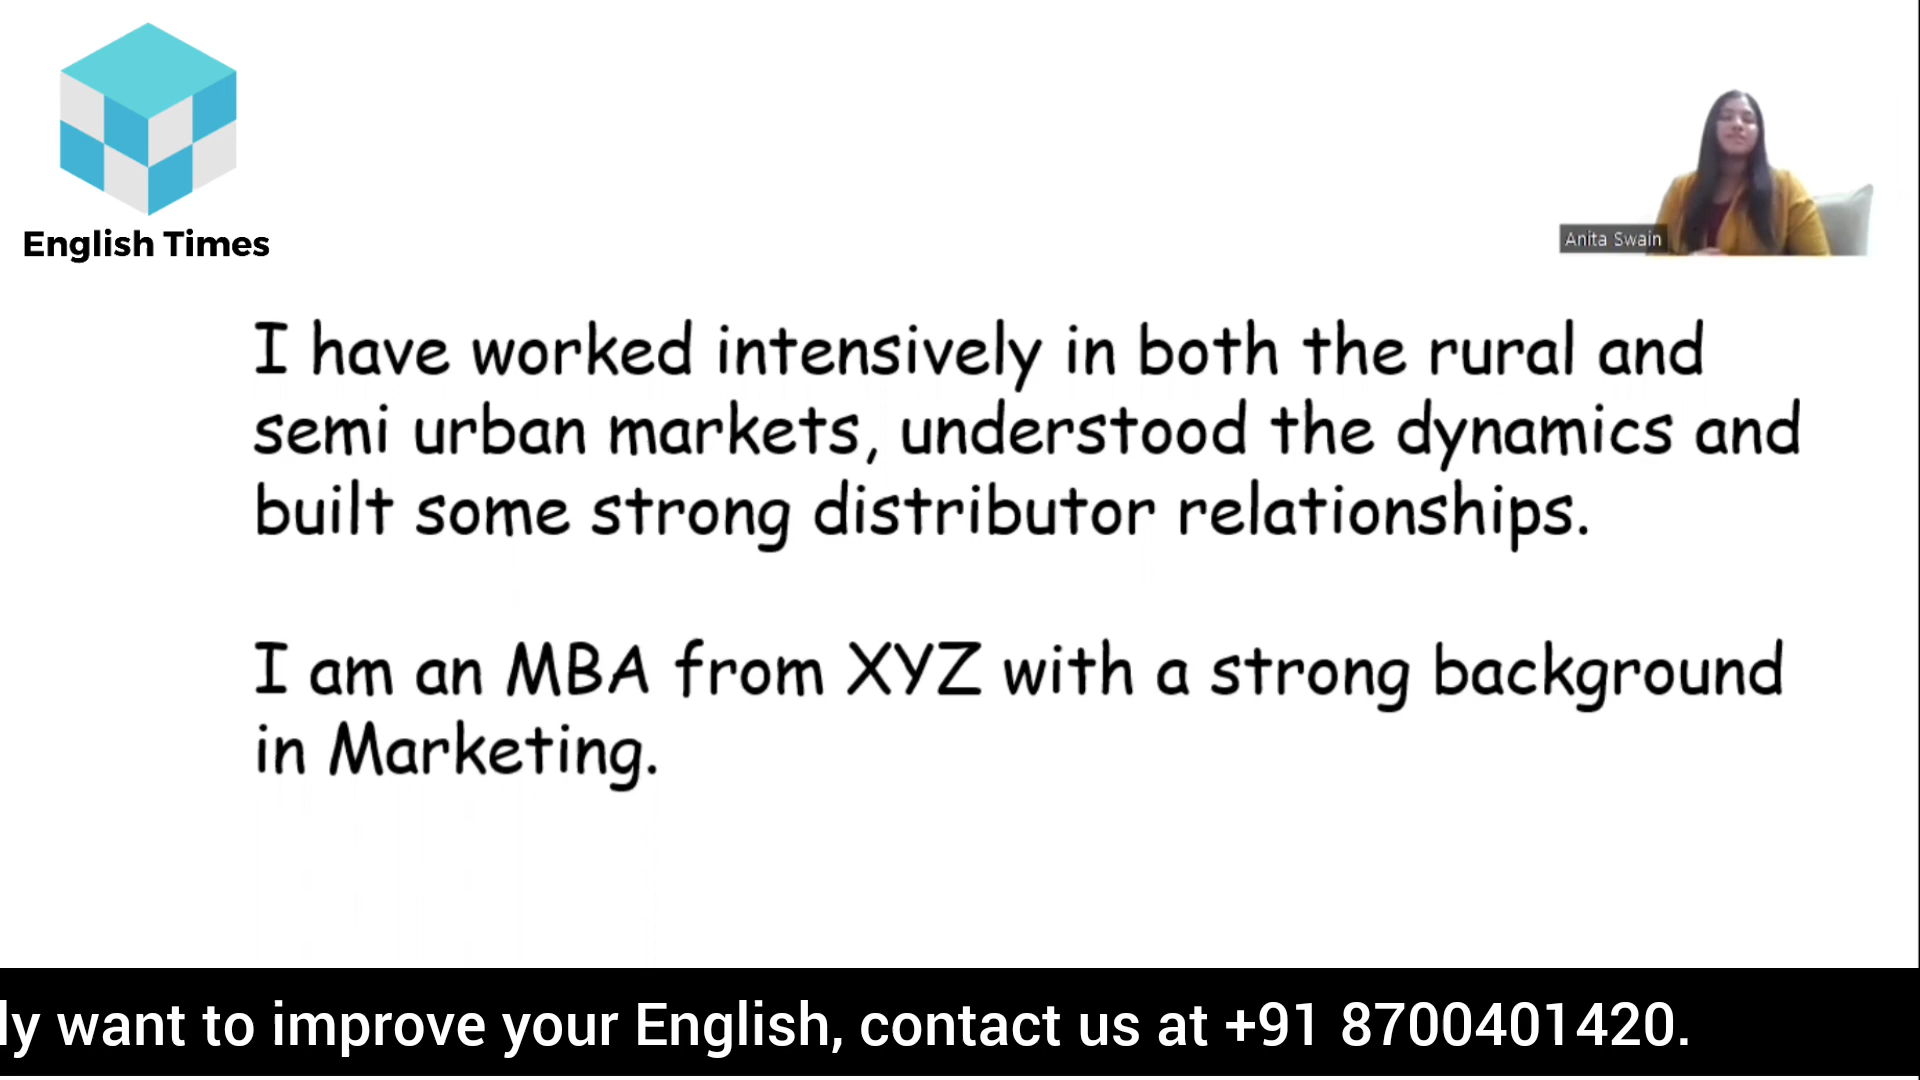 English Times
Anita Swain
I have worked intensively in both the rural and
semi urban markets, understood the dynamics and
built some strong distributor relationships.
I am an MBA from XYZ with a strong background
in Marketing.
ly want to improve your English, contact us at +91 8700401420.